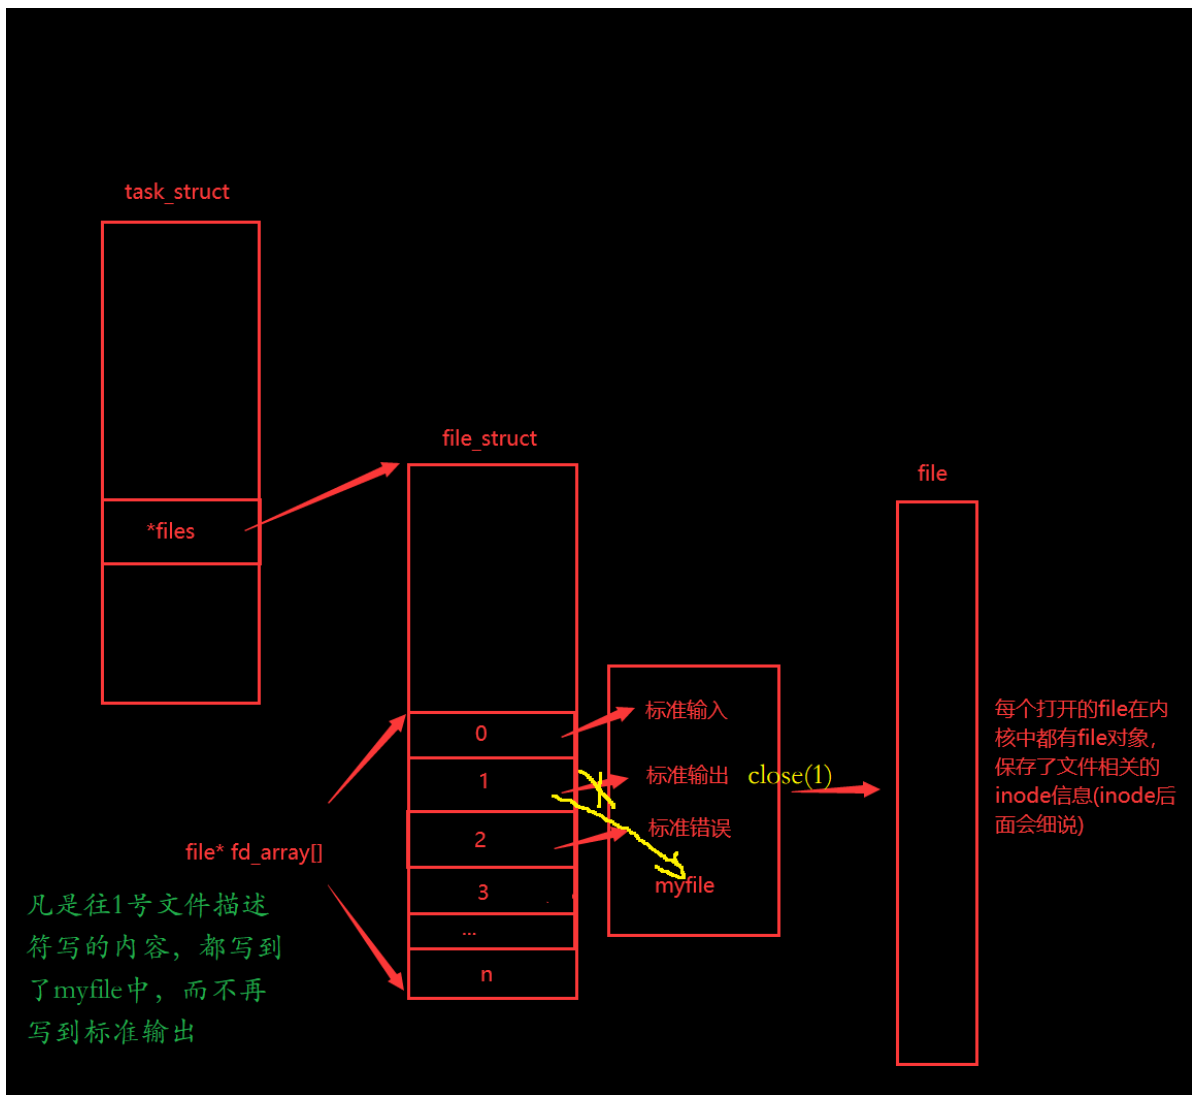 task_struct
*files
file_struct
file
0
1
2
3
...
n
file* fd_array[]
标准输入
标准输出
close(1)
标准错误
myfile
每个打开的file在内
核中都有file对象，
保存了文件相关的
inode信息(inode后
面会细说)
凡是往1号文件描述
符写的内容，都写到
了myfile中，而不再
写到标准输出